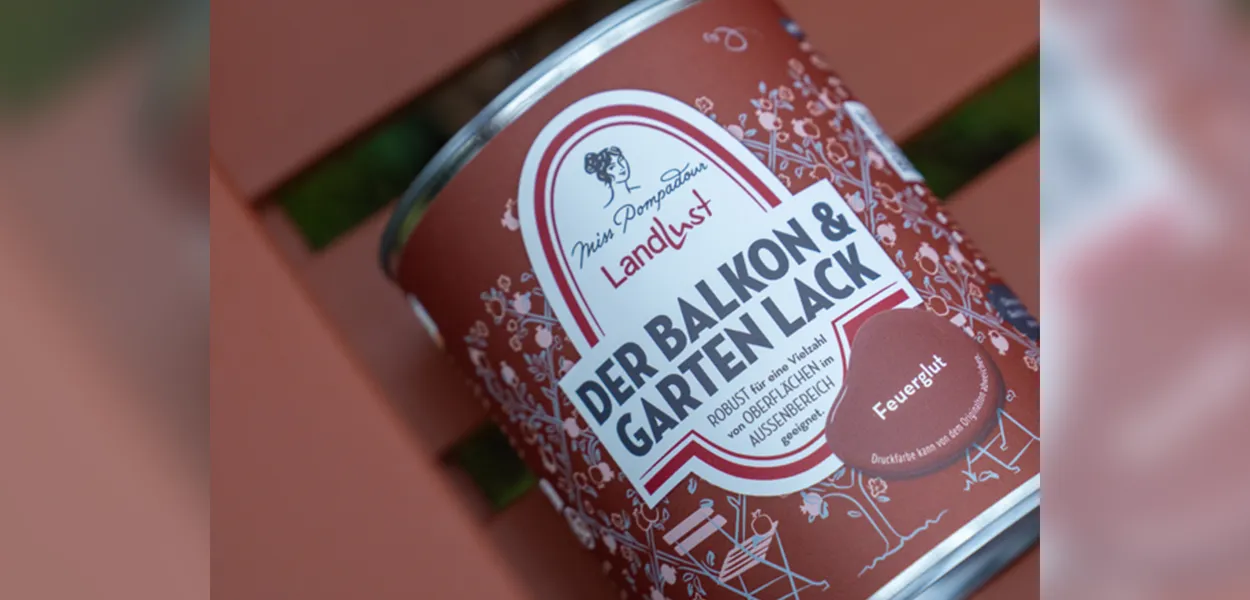 Miss Pompadour
LandLust
DER BALKON &
GARTEN LACK
ROBUST für eine Vielzahl
von OBERFLÄCHEN im
AUSSENBEREICH
geeignet.
Feuerglut
Druckfarbe kann von dem Originalton abweichen.